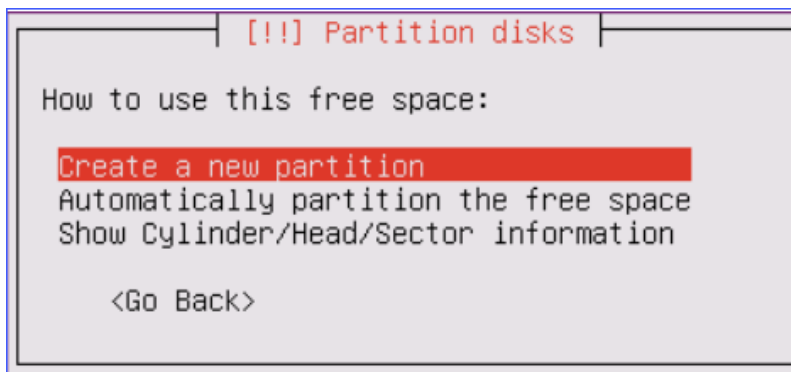 [!!] Partition disks
How to use this free space:
Create a new partition
Automatically partition the free space
Show Cylinder/Head/Sector information
<Go Back>